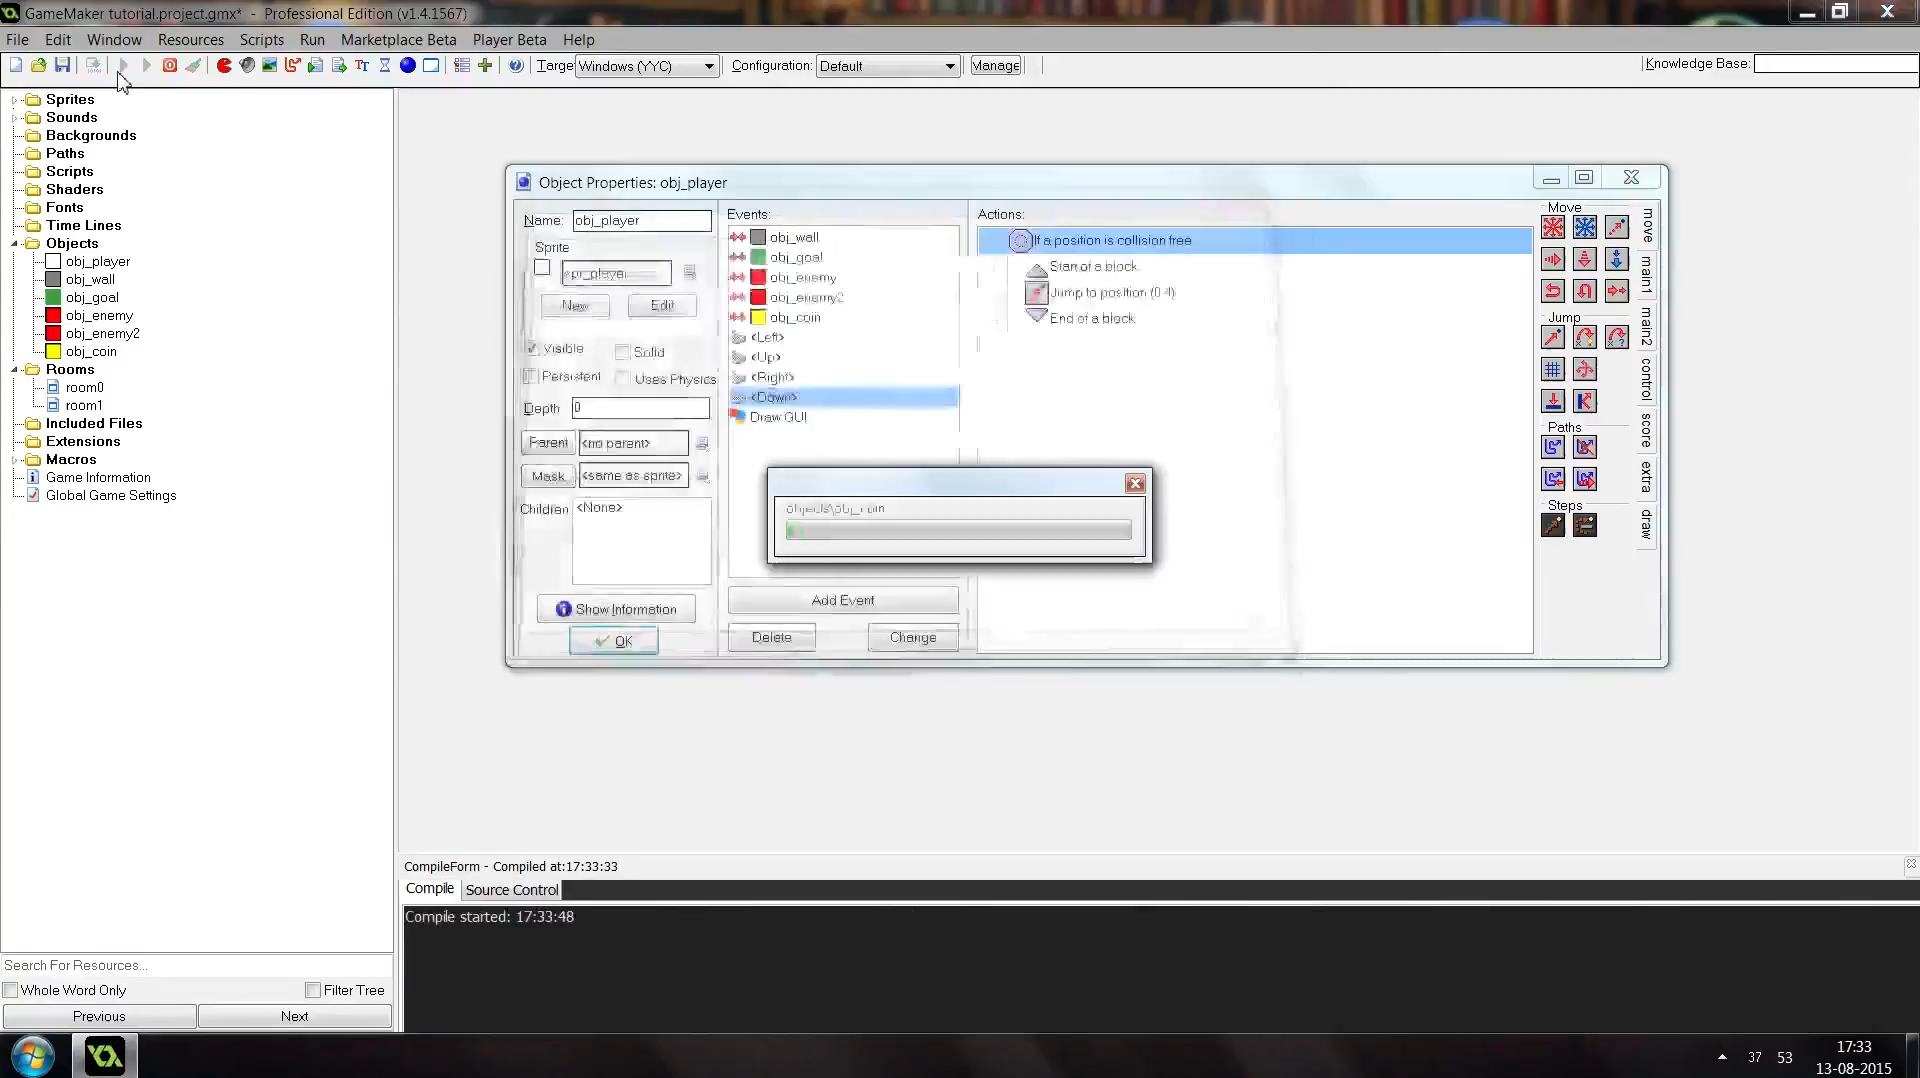 GameMaker tutorial.project.gmx* - Professional Edition (v1.4.1567)
File Edit Window Resources Scripts Run Marketplace Beta Player Beta Help
Target Windows (YYC) Configuration: Default Manage Knowledge Base:
Sprites
Sounds
Backgrounds
Paths
Scripts
Shaders
Fonts
Time Lines
Objects
obj_player
obj_wall
obj_goal
obj_enemy
obj_enemy2
obj_coin
Rooms
room0
room1
Included Files
Extensions
Macros
Game Information
Global Game Settings
Search For Resources...
Whole Word Only Filter Tree
Previous Next
Object Properties: obj_player
Name: obj_player
Sprite
spr_player
New Edit
Visible Solid
Persistent Uses Physics
Depth 0
Parent <no parent>
Mask <same as sprite>
Children <None>
Show Information
OK
Events:
obj_wall
obj_goal
obj_enemy
obj_enemy2
obj_coin
<Left>
<Up>
<Right>
<Down>
Draw GUI
Add Event
Delete Change
Actions:
If a position is collision free
Start of a block
Jump to position (0,4)
End of a block
objects\obj_coin
Move
Jump
Paths
Steps
move
main1
main2
control
score
extra
draw
CompileForm - Compiled at:17:33:33
Compile Source Control
Compile started: 17:33:48
37 53
17:33
13-08-2015